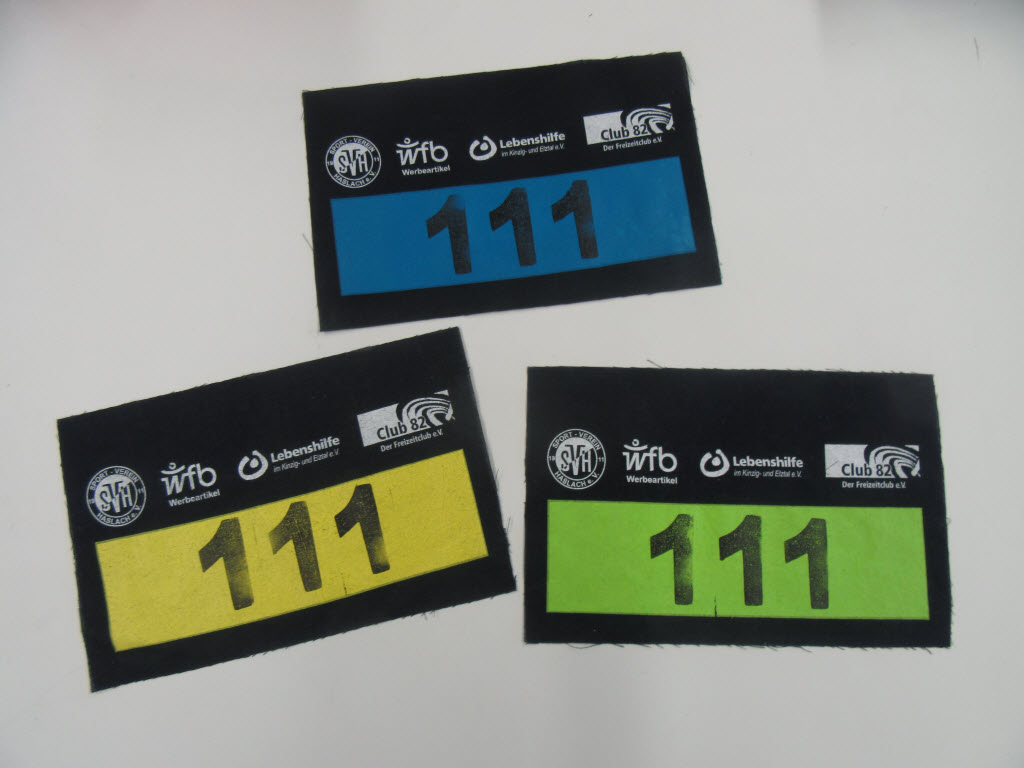 SPORT - VEREIN
SVH
HASLACH e.V.
wfb
Werbeartikel
Lebenshilfe
im Kinzig- und Elztal e.V.
Club 82
Der Freizeitclub e.V.
111
SPORT - VEREIN
SVH
HASLACH e.V.
wfb
Werbeartikel
Lebenshilfe
im Kinzig- und Elztal e.V.
Club 82
Der Freizeitclub e.V.
111
SPORT - VEREIN
SVH
HASLACH e.V.
wfb
Werbeartikel
Lebenshilfe
im Kinzig- und Elztal e.V.
Club 82
Der Freizeitclub e.V.
111